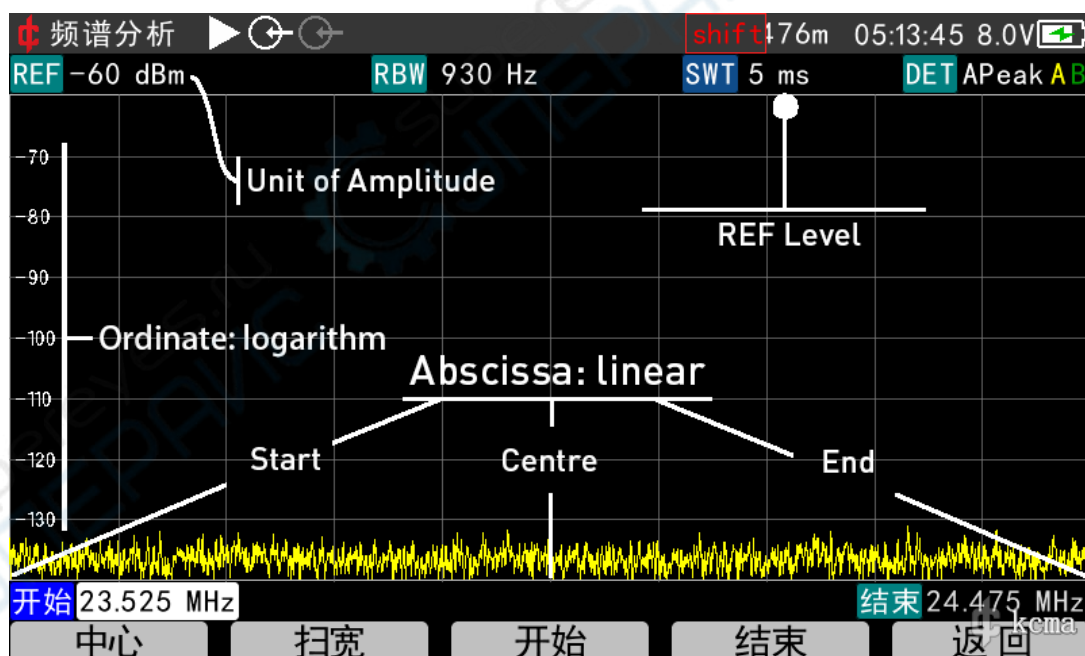 频谱分析 shift 476m 05:13:45 8.0V
REF -60 dBm RBW 930 Hz SWT 5 ms DET APeak A B
-70
Unit of Amplitude
-80
REF Level
-90
-100 Ordinate: logarithm
Abscissa: linear
-110
-120 Start Centre End
-130
开始 23.525 MHz 结束 24.475 MHz
kcma
中心 扫宽 开始 结束 返回